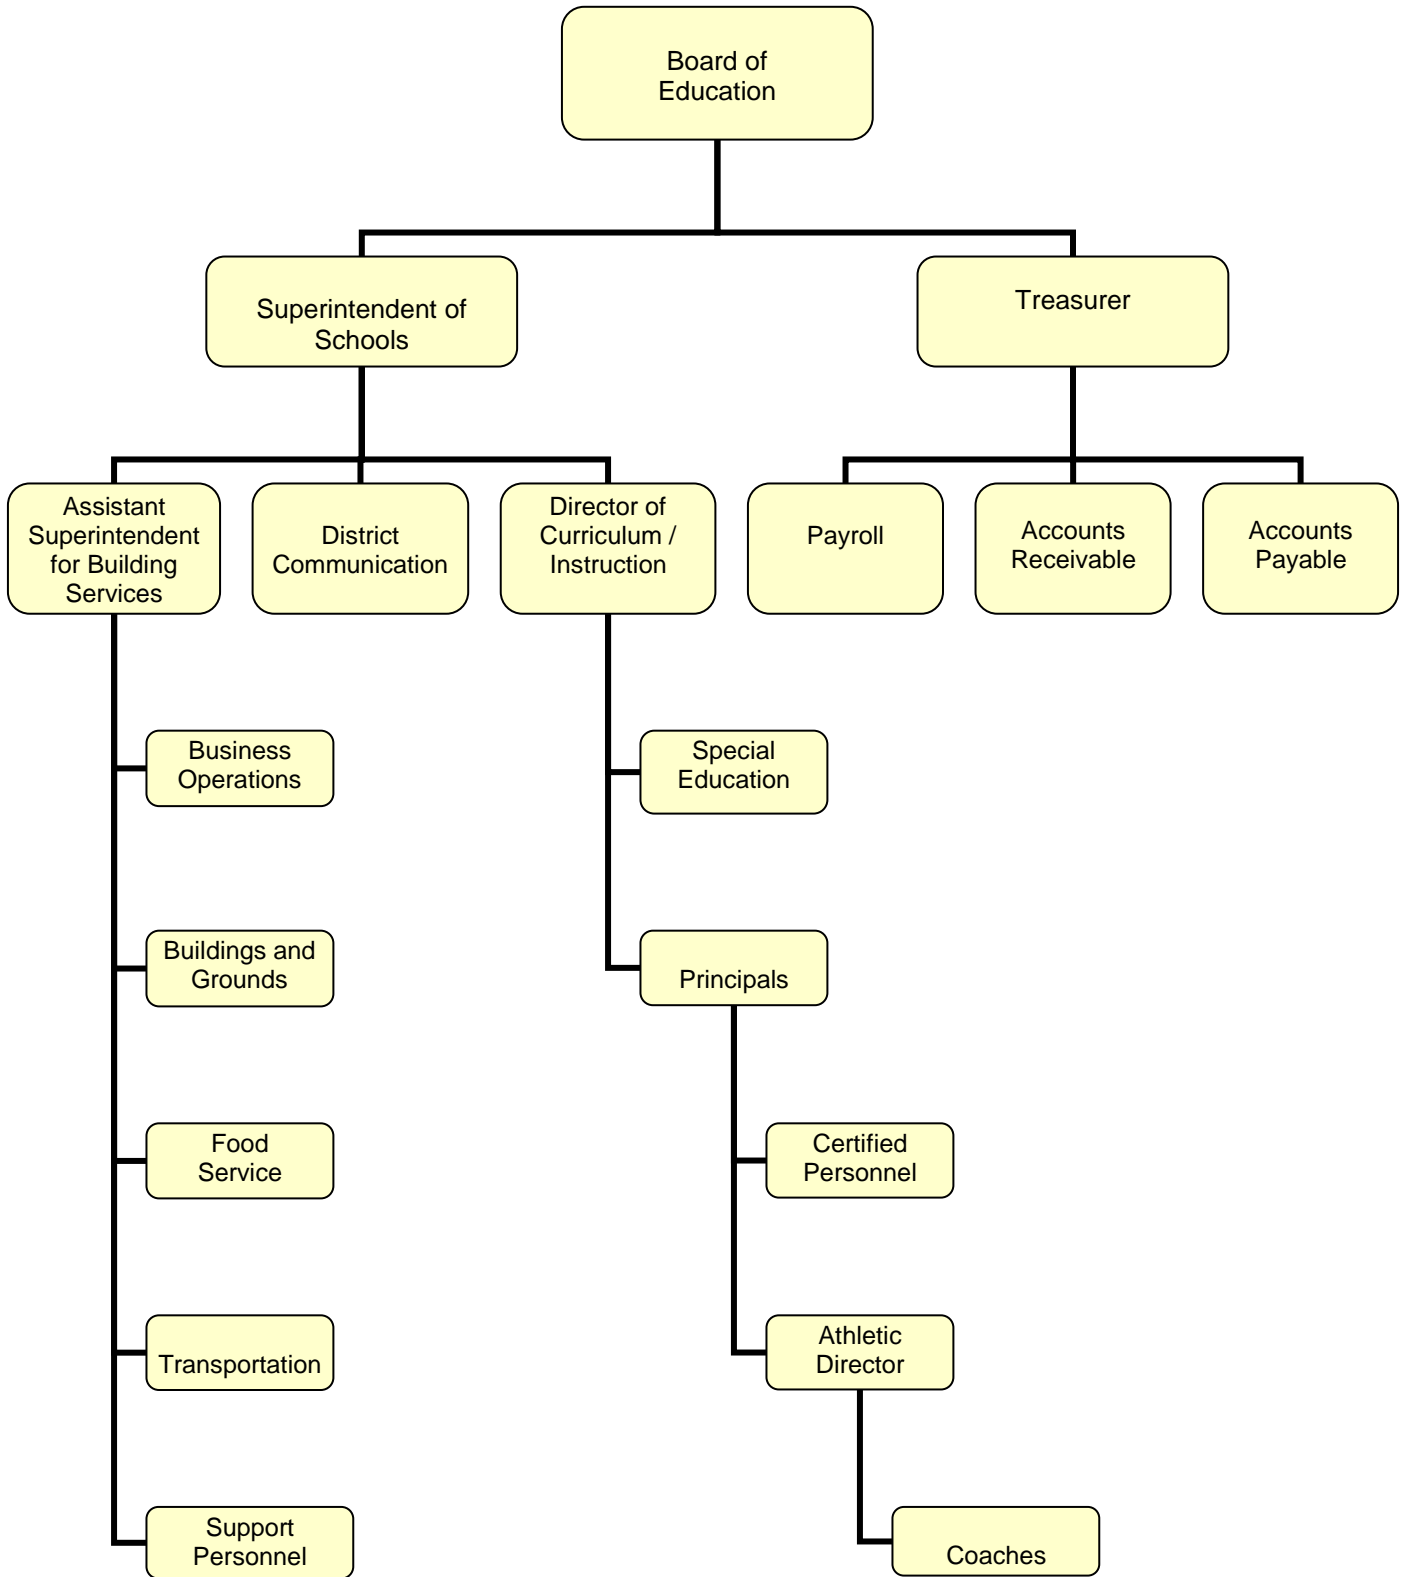 Board of
Education
Superintendent of
Schools
Treasurer
Assistant
Superintendent
for Building
Services
District
Communication
Director of
Curriculum /
Instruction
Payroll
Accounts
Receivable
Accounts
Payable
Business
Operations
Special
Education
Buildings and
Grounds
Principals
Food
Service
Certified
Personnel
Transportation
Athletic
Director
Support
Personnel
Coaches